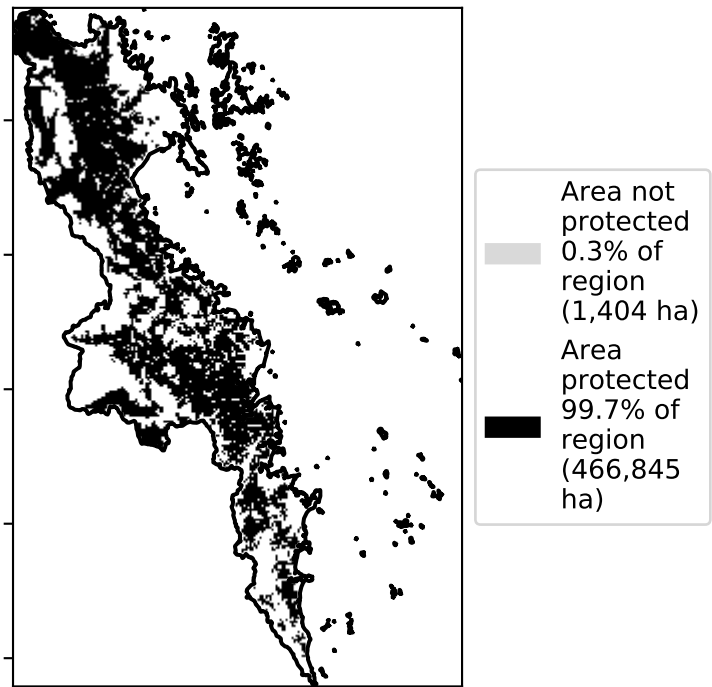 Area not
protected
0.3% of
region
(1,404 ha)
Area
protected
99.7% of
region
(466,845
ha)